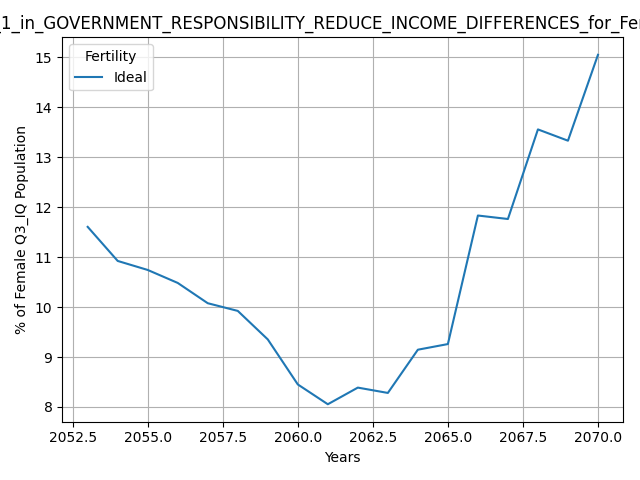 _1_in_GOVERNMENT_RESPONSIBILITY_REDUCE_INCOME_DIFFERENCES_for_Fe
Fertility
Ideal
% of Female Q3_IQ Population
15
14
13
12
11
10
9
8
2052.5 2055.0 2057.5 2060.0 2062.5 2065.0 2067.5 2070.0
Years